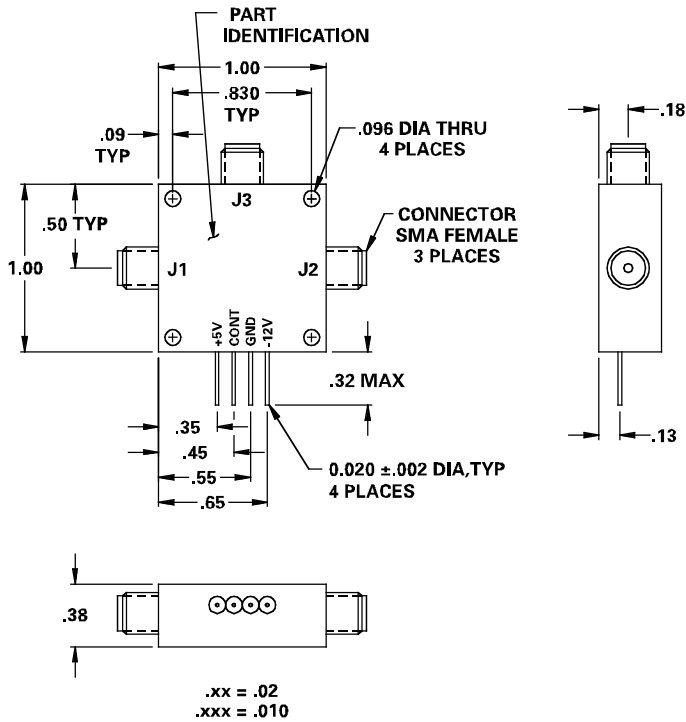 PART
IDENTIFICATION
1.00
.830
TYP
.09
TYP
.096 DIA THRU
4 PLACES
.18
J3
.50 TYP
CONNECTOR
SMA FEMALE
3 PLACES
1.00
J1
J2
+5V
CONT
GND
-12V
.32 MAX
.35
.45
.55
.65
.13
0.020 ±.002 DIA,TYP
4 PLACES
.38
.xx = .02
.xxx = .010